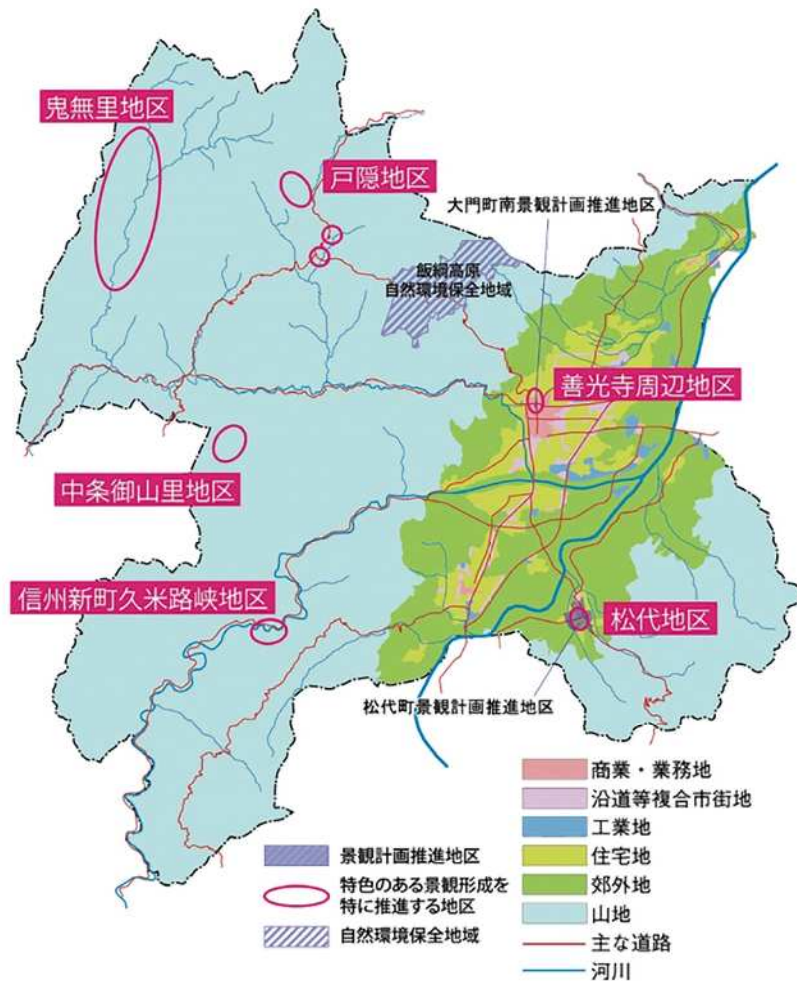 鬼無里地区
戸隠地区
大門町南景観計画推進地区
飯綱高原
自然環境保全地域
善光寺周辺地区
中条御山里地区
信州新町久米路峡地区
松代地区
松代町景観計画推進地区
商業・業務地
沿道等複合市街地
工業地
住宅地
郊外地
山地
主な道路
河川
景観計画推進地区
特色のある景観形成を
特に推進する地区
自然環境保全地域